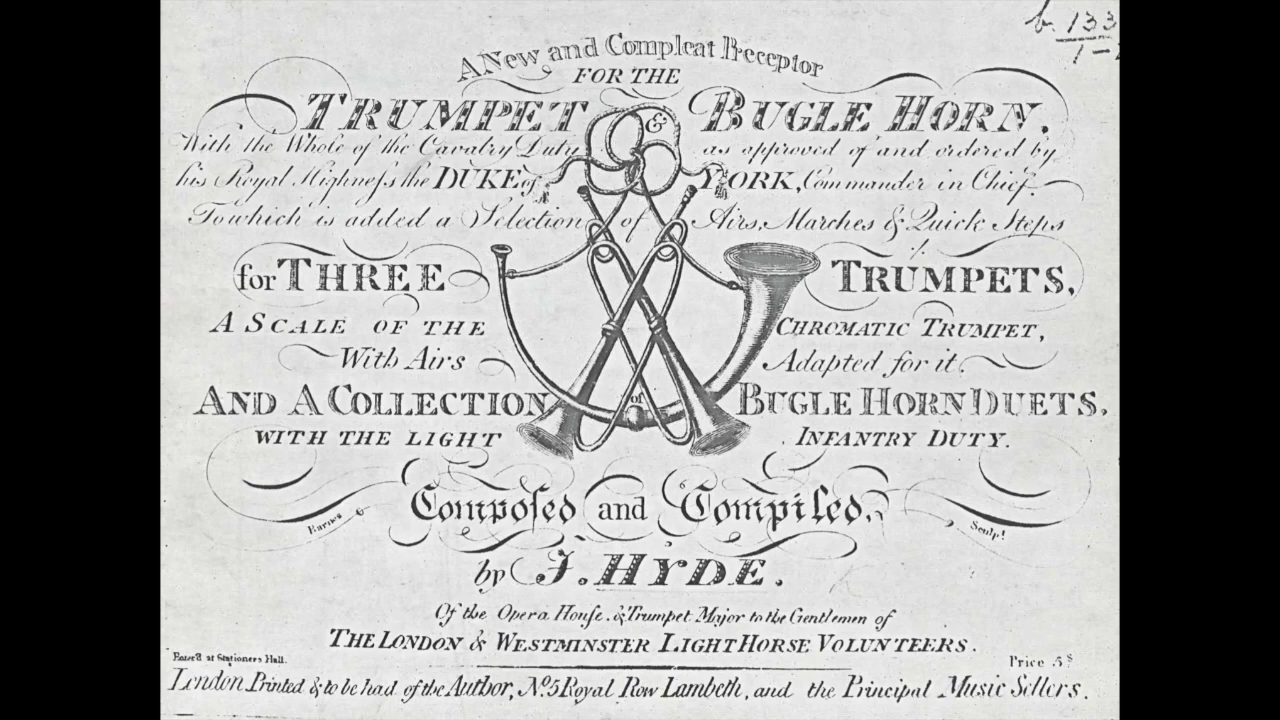 b. 133
1-
A New and Compleat Preceptor
FOR THE
TRUMPET & BUGLE HORN.
With the Whole of the Cavalry Duty as approved of and ordered by
his Royal Highneſs the DUKE of YORK, Commander in Chief.
To which is added a Selection of Airs, Marches & Quick Steps
for THREE TRUMPETS,
A SCALE OF THE CHROMATIC TRUMPET,
With Airs Adapted for it,
AND A COLLECTION of BUGLE HORN DUETS,
WITH THE LIGHT INFANTRY DUTY.
Composed and Compiled,
Barnes Sculpt
by J. HYDE.
Of the Opera Houſe, & Trumpet Major to the Gentlemen of
THE LONDON & WESTMINSTER LIGHT HORSE VOLUNTEERS.
Enter'd at Stationers Hall. Price 5s
London Printed & to be had of the Author, No. 5 Royal Row Lambeth, and the Principal Music Sellers.